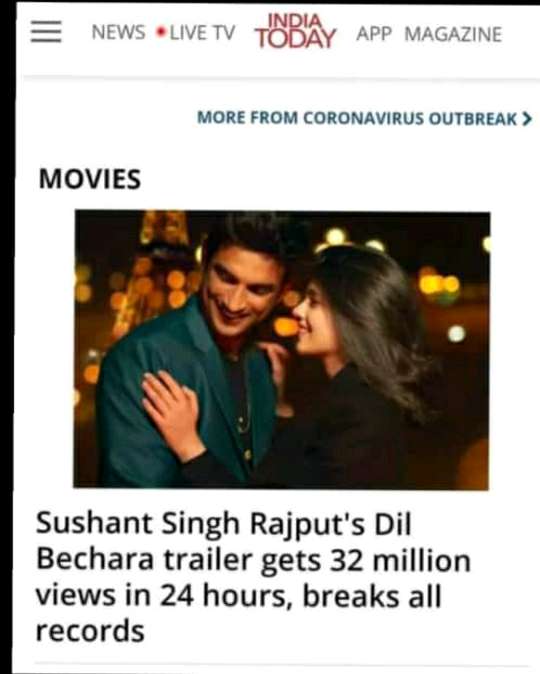 NEWS LIVE TV INDIA TODAY APP MAGAZINE
MORE FROM CORONAVIRUS OUTBREAK >
MOVIES
Sushant Singh Rajput's Dil
Bechara trailer gets 32 million
views in 24 hours, breaks all
records